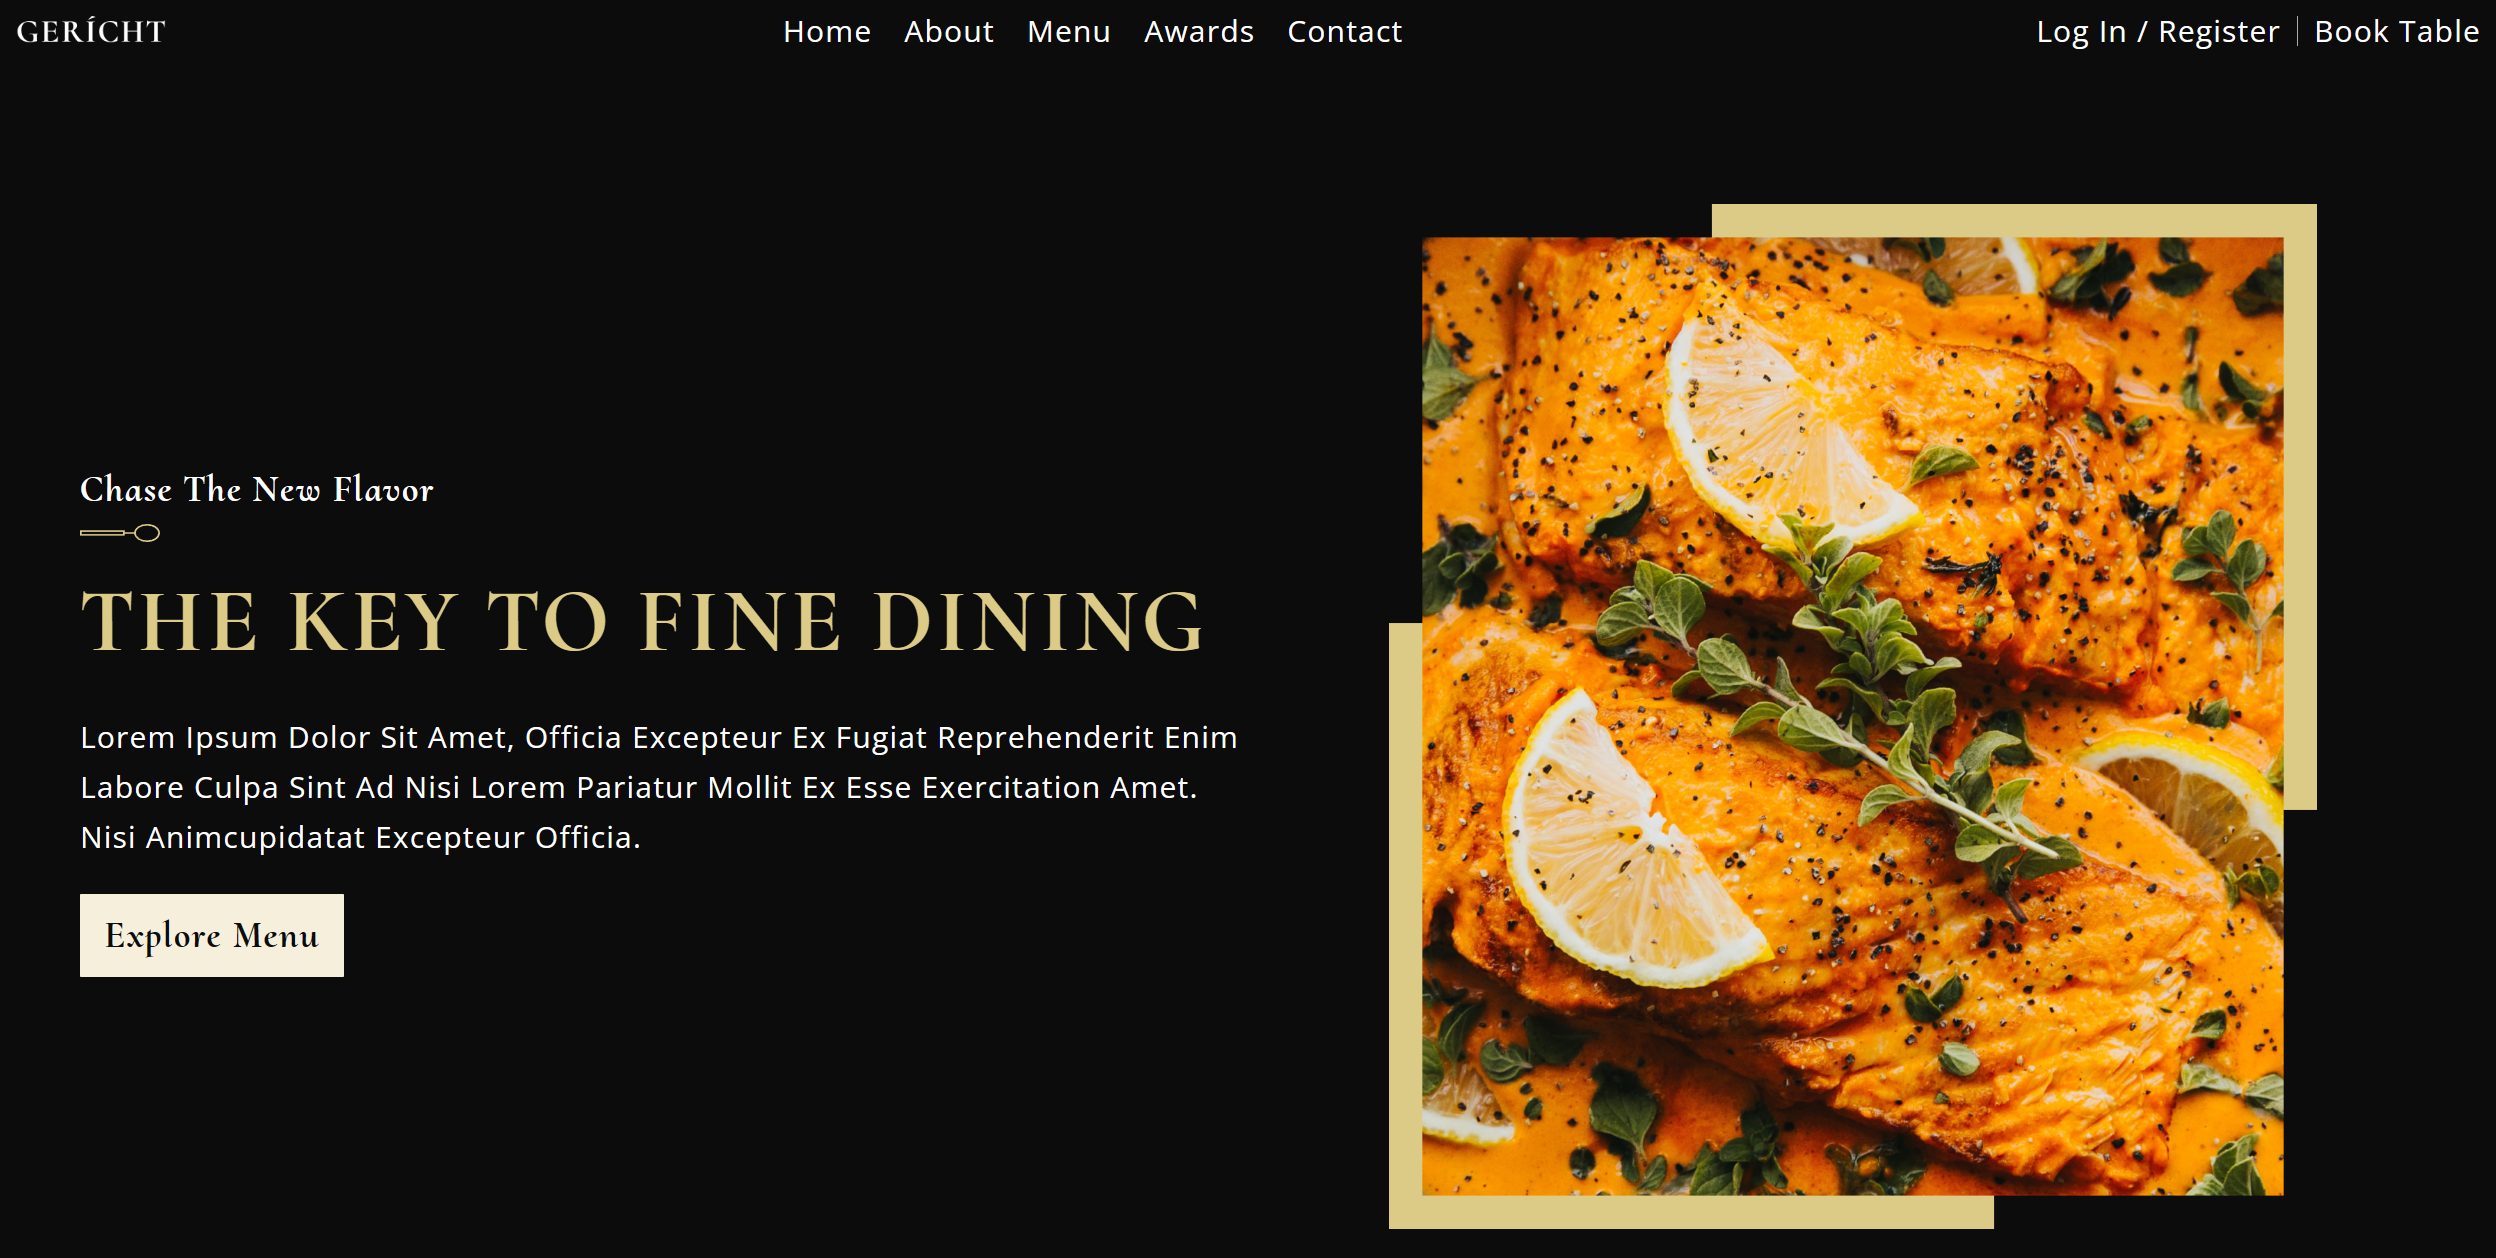 GERÍCHT
Home About Menu Awards Contact
Log In / Register Book Table
Chase The New Flavor
THE KEY TO FINE DINING
Lorem Ipsum Dolor Sit Amet, Officia Excepteur Ex Fugiat Reprehenderit Enim
Labore Culpa Sint Ad Nisi Lorem Pariatur Mollit Ex Esse Exercitation Amet.
Nisi Animcupidatat Excepteur Officia.
Explore Menu